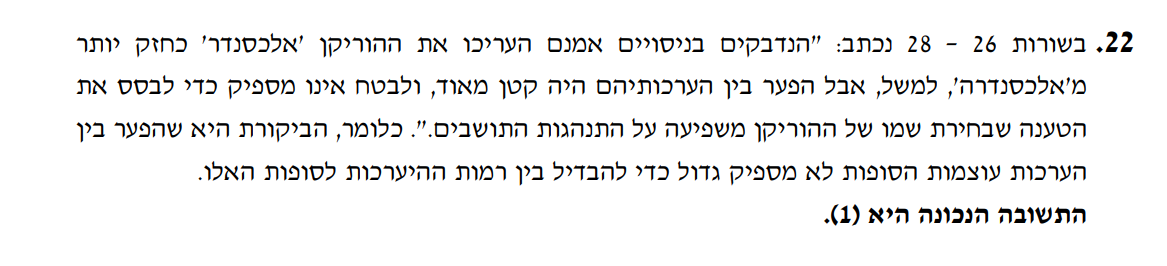 22. בשורות 26 – 28 נכתב: "הנדבקים בניסויים אמנם העריכו את ההוריקן 'אלכסנדר' כחזק יותר
מ'אלכסנדרה', למשל, אבל הפער בין הערכותיהם היה קטן מאוד, ולבטח אינו מספיק כדי לבסס את
הטענה שבחירת שמו של ההוריקן משפיעה על התנהגות התושבים.". כלומר, הביקורת היא שהפער בין
הערכות עוצמות הסופות לא מספיק גדול כדי להבדיל בין רמות ההיערכות לסופות האלו.
התשובה הנכונה היא (1).